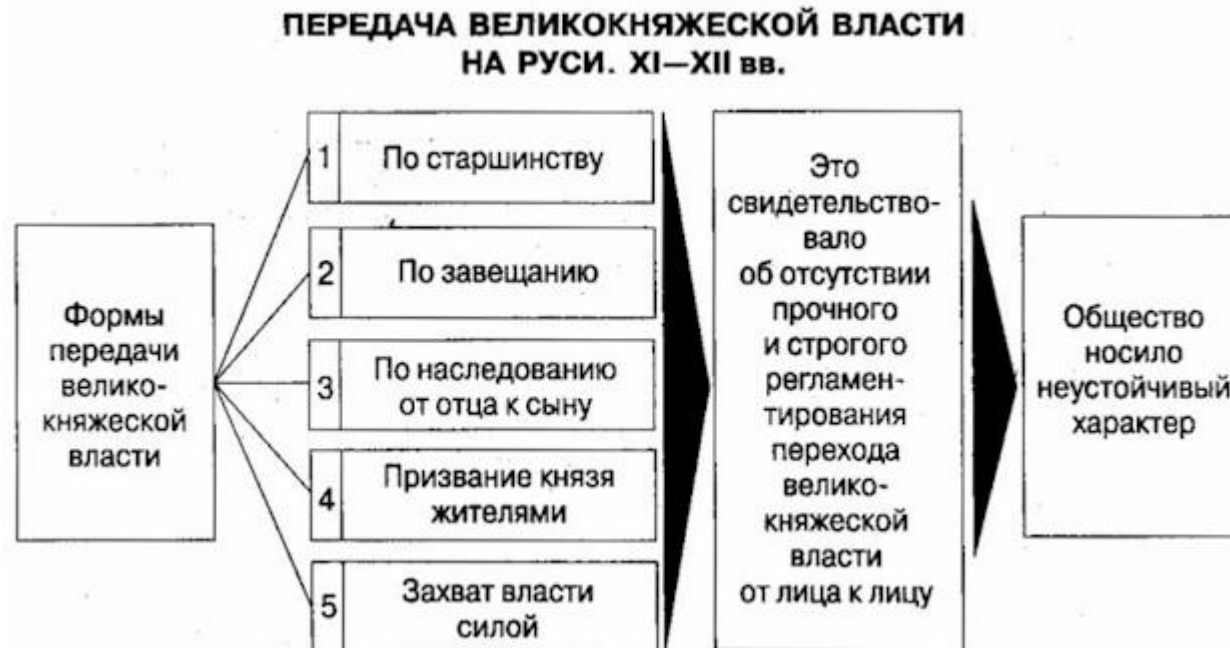 ПЕРЕДАЧА ВЕЛИКОКНЯЖЕСКОЙ ВЛАСТИ
НА РУСИ. XI—XII вв.
Формы
передачи
велико-
княжеской
власти
1
По старшинству
2
По завещанию
3
По наследованию
от отца к сыну
4
Призвание князя
жителями
5
Захват власти
силой
Это
свидетельство-
вало
об отсутствии
прочного
и строгого
регламен-
тирования
перехода
велико-
княжеской
власти
от лица к лицу
Общество
носило
неустойчивый
характер